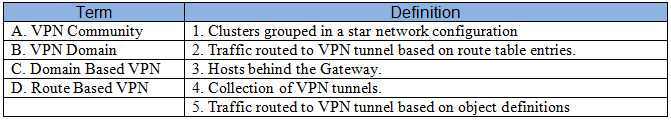 Term Definition
A. VPN Community 1. Clusters grouped in a star network configuration
B. VPN Domain 2. Traffic routed to VPN tunnel based on route table entries.
C. Domain Based VPN 3. Hosts behind the Gateway.
D. Route Based VPN 4. Collection of VPN tunnels.
5. Traffic routed to VPN tunnel based on object definitions